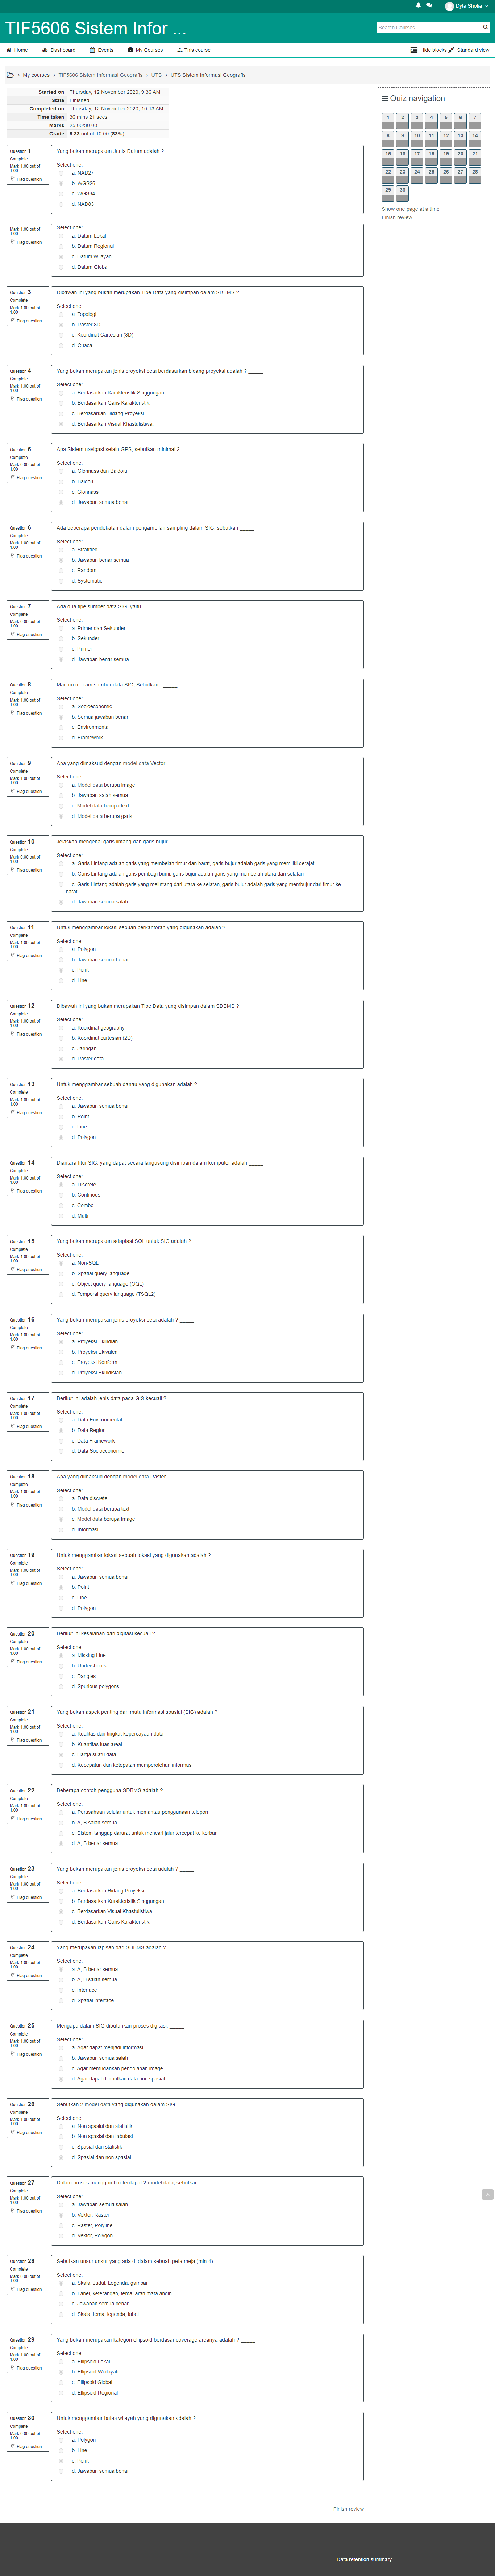 Dyta Shofia
TIF5606 Sistem Infor ...
Search Courses
Home
Dashboard
Events
My Courses
This course
Hide blocks
Standard view
My courses › TIF5606 Sistem Informasi Geografis › UTS › UTS Sistem Informasi Geografis
Started on Thursday, 12 November 2020, 9:36 AM
State Finished
Completed on Thursday, 12 November 2020, 10:13 AM
Time taken 36 mins 21 secs
Marks 25.00/30.00
Grade 8.33 out of 10.00 (83%)
Quiz navigation
1 2 3 4 5 6 7
8 9 10 11 12 13 14
15 16 17 18 19 20 21
22 23 24 25 26 27 28
29 30
Show one page at a time
Finish review
Question 1
Complete
Mark 1.00 out of
1.00
Flag question
Yang bukan merupakan Jenis Datum adalah ? ______
Select one:
a. NAD27
b. WGS26
c. WGS84
d. NAD83
Mark 1.00 out of
1.00
Flag question
Select one:
a. Datum Lokal
b. Datum Regional
c. Datum Wilayah
d. Datum Global
Question 3
Complete
Mark 1.00 out of
1.00
Flag question
Dibawah ini yang bukan merupakan Tipe Data yang disimpan dalam SDBMS ? ______
Select one:
a. Topologi
b. Raster 3D
c. Koordinat Cartesian (3D)
d. Cuaca
Question 4
Complete
Mark 1.00 out of
1.00
Flag question
Yang bukan merupakan jenis proyeksi peta berdasarkan bidang proyeksi adalah ? ______
Select one:
a. Berdasarkan Karakteristik Singgungan
b. Berdasarkan Garis Karakteristik.
c. Berdasarkan Bidang Proyeksi.
d. Berdasarkan Visual Khastulistiwa.
Question 5
Complete
Mark 0.00 out of
1.00
Flag question
Apa Sistem navigasi selain GPS, sebutkan minimal 2 ______
Select one:
a. Glonnass dan Baidolu
b. Baidou
c. Glonnass
d. Jawaban semua benar
Question 6
Complete
Mark 1.00 out of
1.00
Flag question
Ada beberapa pendekatan dalam pengambilan sampling dalam SIG, sebutkan ______
Select one:
a. Stratified
b. Jawaban benar semua
c. Random
d. Systematic
Question 7
Complete
Mark 0.00 out of
1.00
Flag question
Ada dua tipe sumber data SIG, yaitu ______
Select one:
a. Primer dan Sekunder
b. Sekunder
c. Primer
d. Jawaban benar semua
Question 8
Complete
Mark 1.00 out of
1.00
Flag question
Macam macam sumber data SIG, Sebutkan : ______
Select one:
a. Socioeconomic
b. Semua jawaban benar
c. Environmental
d. Framework
Question 9
Complete
Mark 1.00 out of
1.00
Flag question
Apa yang dimaksud dengan model data Vector ______
Select one:
a. Model data berupa image
b. Jawaban salah semua
c. Model data berupa text
d. Model data berupa garis
Question 10
Complete
Mark 0.00 out of
1.00
Flag question
Jelaskan mengenai garis lintang dan garis bujur ______
Select one:
a. Garis Lintang adalah garis yang membelah timur dan barat, garis bujur adalah garis yang memiliki derajat
b. Garis Lintang adalah garis pembagi bumi, garis bujur adalah garis yang membelah utara dan selatan
c. Garis Lintang adalah garis yang melintang dari utara ke selatan, garis bujur adalah garis yang membujur dari timur ke
barat
d. Jawaban semua salah
Question 11
Complete
Mark 1.00 out of
1.00
Flag question
Untuk menggambar lokasi sebuah perkantoran yang digunakan adalah ? ______
Select one:
a. Polygon
b. Jawaban semua benar
c. Point
d. Line
Question 12
Complete
Mark 1.00 out of
1.00
Flag question
Dibawah ini yang bukan merupakan Tipe Data yang disimpan dalam SDBMS ? ______
Select one:
a. Koordinat geography
b. Koordinat cartesian (2D)
c. Jaringan
d. Raster data
Question 13
Complete
Mark 1.00 out of
1.00
Flag question
Untuk menggambar sebuah danau yang digunakan adalah ? ______
Select one:
a. Jawaban semua benar
b. Point
c. Line
d. Polygon
Question 14
Complete
Mark 1.00 out of
1.00
Flag question
Diantara fitur SIG, yang dapat secara langusung disimpan dalam komputer adalah ______
Select one:
a. Discrete
b. Continous
c. Combo
d. Multi
Question 15
Complete
Mark 1.00 out of
1.00
Flag question
Yang bukan merupakan adaptasi SQL untuk SIG adalah ? ______
Select one:
a. Non-SQL
b. Spatial query language
c. Object query language (OQL)
d. Temporal query language (TSQL2)
Question 16
Complete
Mark 1.00 out of
1.00
Flag question
Yang bukan merupakan jenis proyeksi peta adalah ? ______
Select one:
a. Proyeksi Ekludian
b. Proyeksi Ekivalen
c. Proyeksi Konform
d. Proyeksi Ekuidistan
Question 17
Complete
Mark 1.00 out of
1.00
Flag question
Berikut ini adalah jenis data pada GIS kecuali ? ______
Select one:
a. Data Environmental
b. Data Region
c. Data Framework
d. Data Socioeconomic
Question 18
Complete
Mark 1.00 out of
1.00
Flag question
Apa yang dimaksud dengan model data Raster ______
Select one:
a. Data discrete
b. Model data berupa text
c. Model data berupa image
d. Informasi
Question 19
Complete
Mark 1.00 out of
1.00
Flag question
Untuk menggambar lokasi sebuah lokasi yang digunakan adalah ? ______
Select one:
a. Jawaban semua benar
b. Point
c. Line
d. Polygon
Question 20
Complete
Mark 1.00 out of
1.00
Flag question
Berikut ini kesalahan dari digitasi kecuali ? ______
Select one:
a. Missing Line
b. Undershoots
c. Dangles
d. Spurious polygons
Question 21
Complete
Mark 1.00 out of
1.00
Flag question
Yang bukan aspek penting dari mutu informasi spasial (SIG) adalah ? ______
Select one:
a. Kualitas dan tingkat kepercayaan data
b. Kuantitas luas areal
c. Harga suatu data
d. Kecepatan dan ketepatan memperolehan informasi
Question 22
Complete
Mark 1.00 out of
1.00
Flag question
Beberapa contoh pengguna SDBMS adalah ? ______
Select one:
a. Perusahaan selular untuk memantau penggunaan telepon
b. A, B salah semua
c. Sistem tanggap darurat untuk mencari jalur tercepat ke korban
d. A, B benar semua
Question 23
Complete
Mark 1.00 out of
1.00
Flag question
Yang bukan merupakan jenis proyeksi peta adalah ? ______
Select one:
a. Berdasarkan Bidang Proyeksi.
b. Berdasarkan Karakteristik Singgungan
c. Berdasarkan Visual Khastulistiwa.
d. Berdasarkan Garis Karakteristik.
Question 24
Complete
Mark 1.00 out of
1.00
Flag question
Yang merupakan lapisan dari SDBMS adalah ? ______
Select one:
a. A, B benar semua
b. A, B salah semua
c. Interface
d. Spatial interface
Question 25
Complete
Mark 1.00 out of
1.00
Flag question
Mengapa dalam SIG dibutuhkan proses digitasi ______
Select one:
a. Agar dapat menjadi informasi
b. Jawaban semua salah
c. Agar memudahkan pengolahan image
d. Agar dapat diinputkan data non spasial
Question 26
Complete
Mark 1.00 out of
1.00
Flag question
Sebutkan 2 model data yang digunakan dalam SIG. ______
Select one:
a. Non spasial dan statistik
b. Non spasial dan tabulasi
c. Spasial dan statistik
d. Spasial dan non spasial
Question 27
Complete
Mark 1.00 out of
1.00
Flag question
Dalam proses menggambar terdapat 2 model data, sebutkan ______
Select one:
a. Jawaban semua salah
b. Vektor, Raster
c. Raster, Polyline
d. Vektor, Polygon
Question 28
Complete
Mark 0.00 out of
1.00
Flag question
Sebutkan unsur unsur yang ada di dalam sebuah peta meja (min 4) ______
Select one:
a. Skala, Judul, Legenda, gambar
b. Label, keterangan, tema, arah mata angin
c. Jawaban semua benar
d. Skala, tema, legenda, label
Question 29
Complete
Mark 1.00 out of
1.00
Flag question
Yang bukan merupakan kategori ellipsoid berdasar coverage areanya adalah ? ______
Select one:
a. Ellipsoid Lokal
b. Ellipsoid Wialayah
c. Ellipsoid Global
d. Ellipsoid Regional
Question 30
Complete
Mark 0.00 out of
1.00
Flag question
Untuk menggambar batas wilayah yang digunakan adalah ? ______
Select one:
a. Polygon
b. Line
c. Point
d. Jawaban semua benar
Finish review
Data retention summary